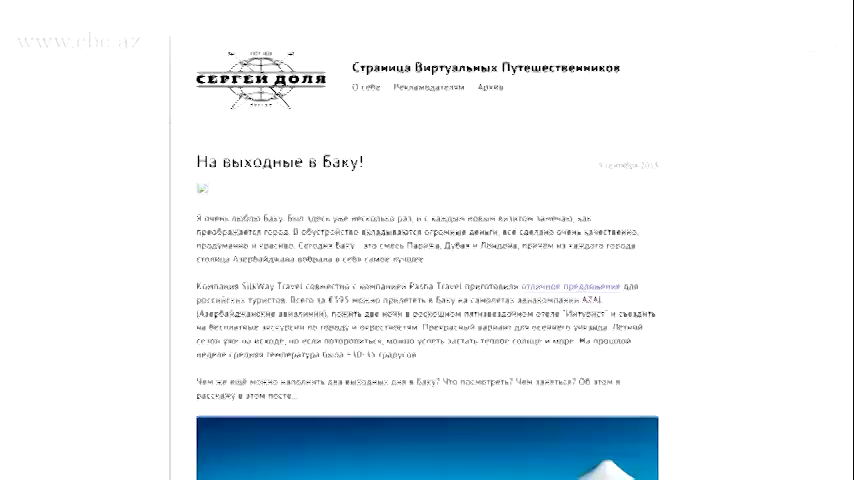 www.cbc.az
СЕРГЕЙ ДОЛЯ
Страница Виртуальных Путешественников
О себе Рекламодателям Архив
На выходные в Баку!
9 сентября 2013
Я очень люблю Баку. Был здесь уже несколько раз, и с каждым новым визитом замечаю, как
преображается город. В обустройство вкладываются огромные деньги, все сделано очень качественно,
продуманно и красиво. Сегодня Баку - это смесь Парижа, Дубая и Лондона, причем из каждого города
столица Азербайджана вобрала в себя самое лучшее.
Компания SilkWay Travel совместно с компанией Pasha Travel приготовили отличное предложение для
российских туристов. Всего за €395 можно прилететь в Баку на самолетах авиакомпании AZAL
(Азербайджанские авиалинии), пожить две ночи в роскошном пятизвездочном отеле "Интурист" и съездить
на бесплатные экскурсии по городу и окрестностям. Прекрасный вариант для осеннего уикэнда. Летний
сезон уже на исходе, но если поторопиться, можно успеть застать теплое солнце и море. На прошлой
неделе средняя температура была +30-35 градусов.
Чем же ещё можно наполнить два выходных дня в Баку? Что посмотреть? Чем заняться? Об этом я
расскажу в этом посте...